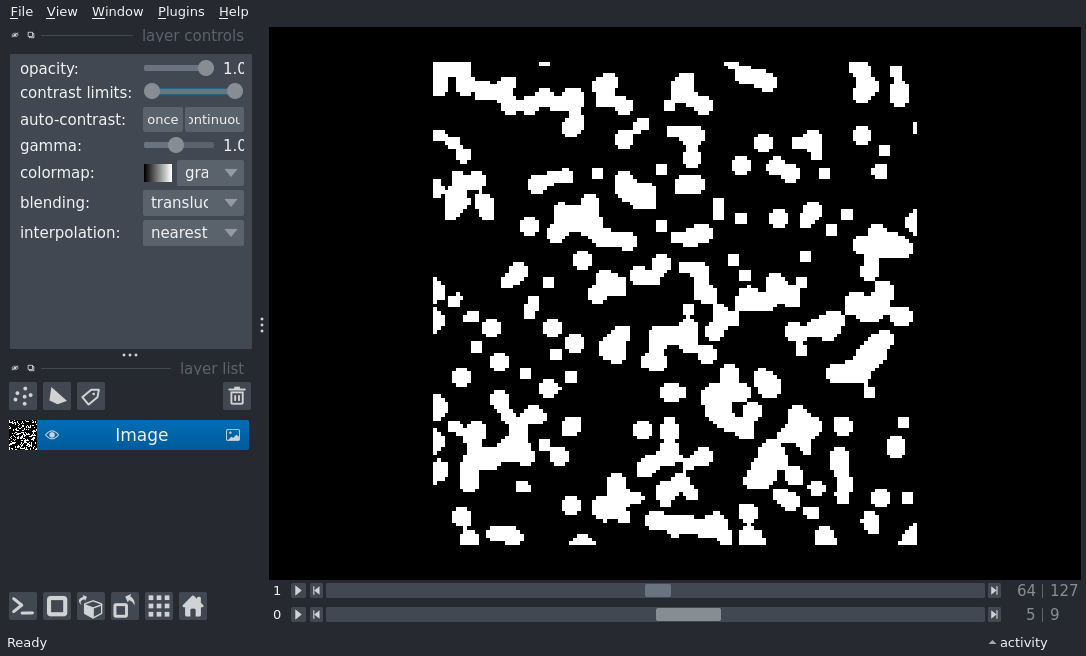 File View Window Plugins Help
layer controls
opacity: 1.0
contrast limits:
auto-contrast: once ontinuou
gamma: 1.0
colormap: gra
blending: transluc
interpolation: nearest
layer list
Image
1 64 127
0 5 9
Ready activity